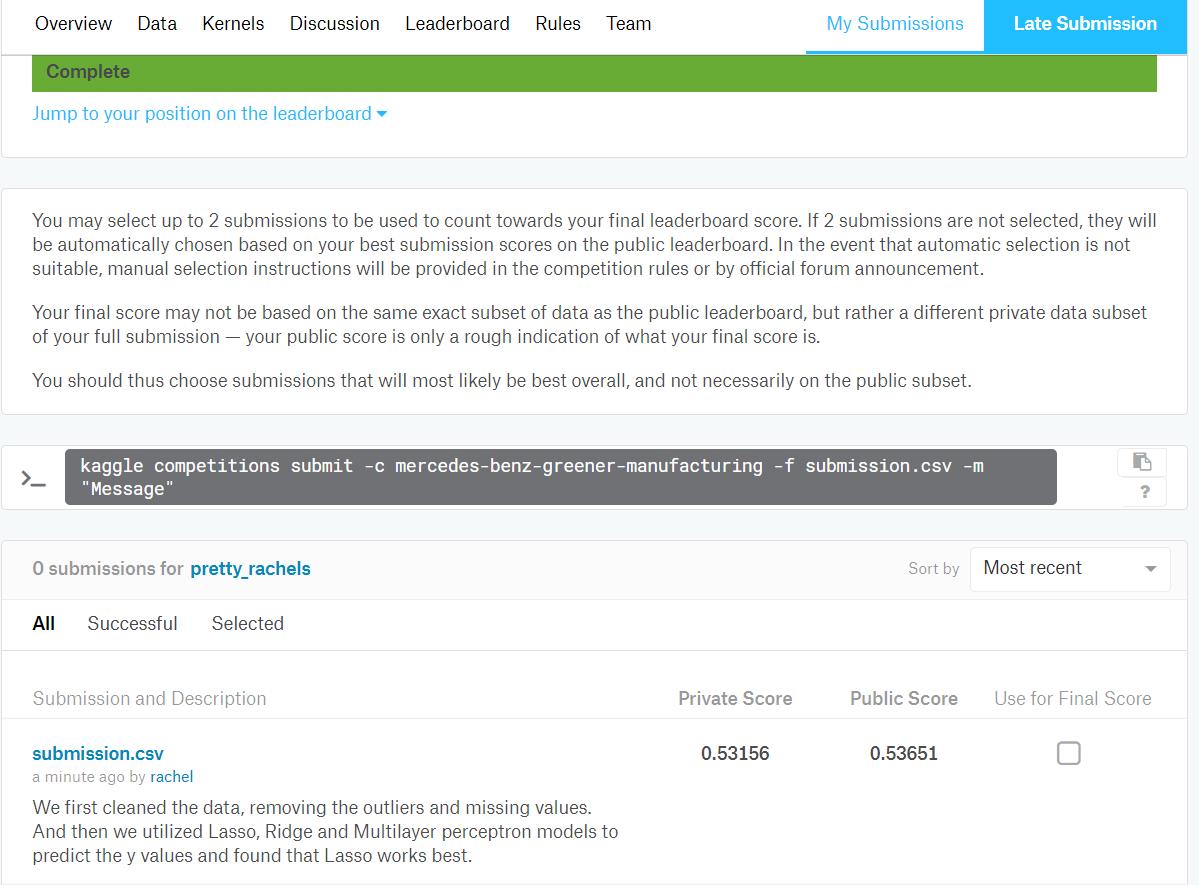 Overview Data Kernels Discussion Leaderboard Rules Team My Submissions Late Submission
Complete
Jump to your position on the leaderboard
You may select up to 2 submissions to be used to count towards your final leaderboard score. If 2 submissions are not selected, they will
be automatically chosen based on your best submission scores on the public leaderboard. In the event that automatic selection is not
suitable, manual selection instructions will be provided in the competition rules or by official forum announcement.
Your final score may not be based on the same exact subset of data as the public leaderboard, but rather a different private data subset
of your full submission — your public score is only a rough indication of what your final score is.
You should thus choose submissions that will most likely be best overall, and not necessarily on the public subset.
>_ kaggle competitions submit -c mercedes-benz-greener-manufacturing -f submission.csv -m
"Message"
?
0 submissions for pretty_rachels Sort by Most recent
All Successful Selected
Submission and Description Private Score Public Score Use for Final Score
submission.csv 0.53156 0.53651
a minute ago by rachel
We first cleaned the data, removing the outliers and missing values.
And then we utilized Lasso, Ridge and Multilayer perceptron models to
predict the y values and found that Lasso works best.